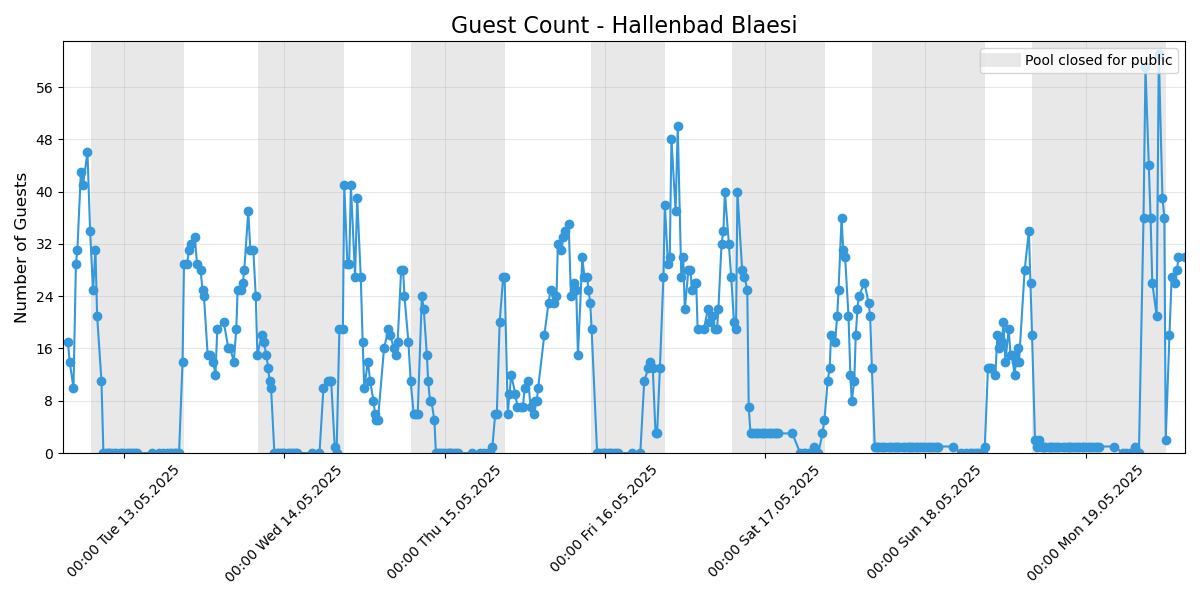 Guest Count - Hallenbad Blaesi
Pool closed for public
Number of Guests
56
48
40
32
24
16
8
0
00:00 Tue 13.05.2025
00:00 Wed 14.05.2025
00:00 Thu 15.05.2025
00:00 Fri 16.05.2025
00:00 Sat 17.05.2025
00:00 Sun 18.05.2025
00:00 Mon 19.05.2025